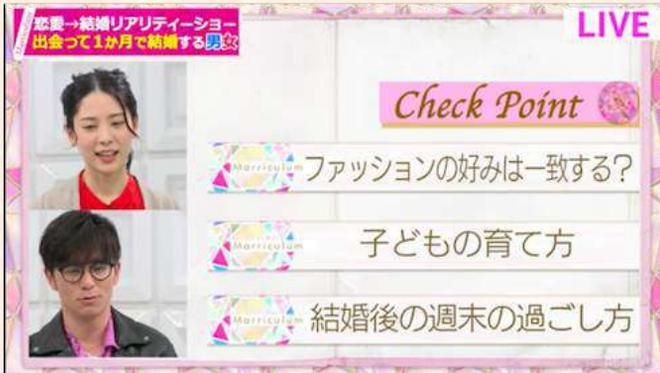 恋愛→結婚リアリティーショー
出会って1か月で結婚する男女
LIVE
Check Point
Marriculum
ファッションの好みは一致する?
Marriculum
子どもの育て方
Marriculum
結婚後の週末の過ごし方